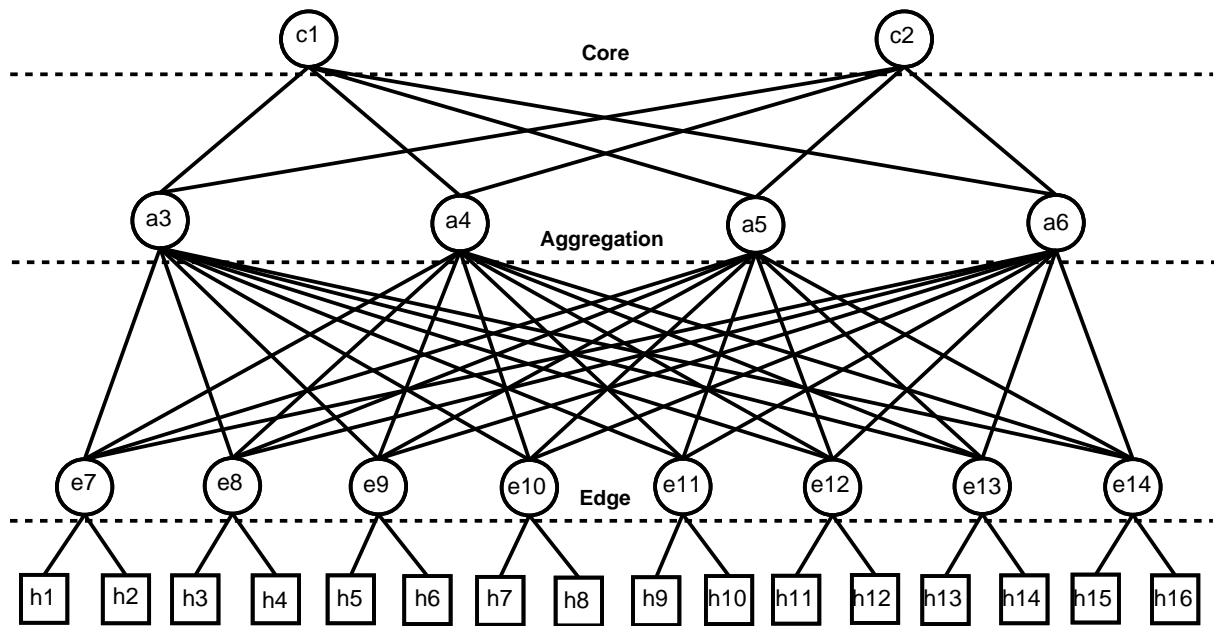 c1 c2
Core
a3 a4 a5 a6
Aggregation
e7 e8 e9 e10 e11 e12 e13 e14
Edge
h1 h2 h3 h4 h5 h6 h7 h8 h9 h10 h11 h12 h13 h14 h15 h16